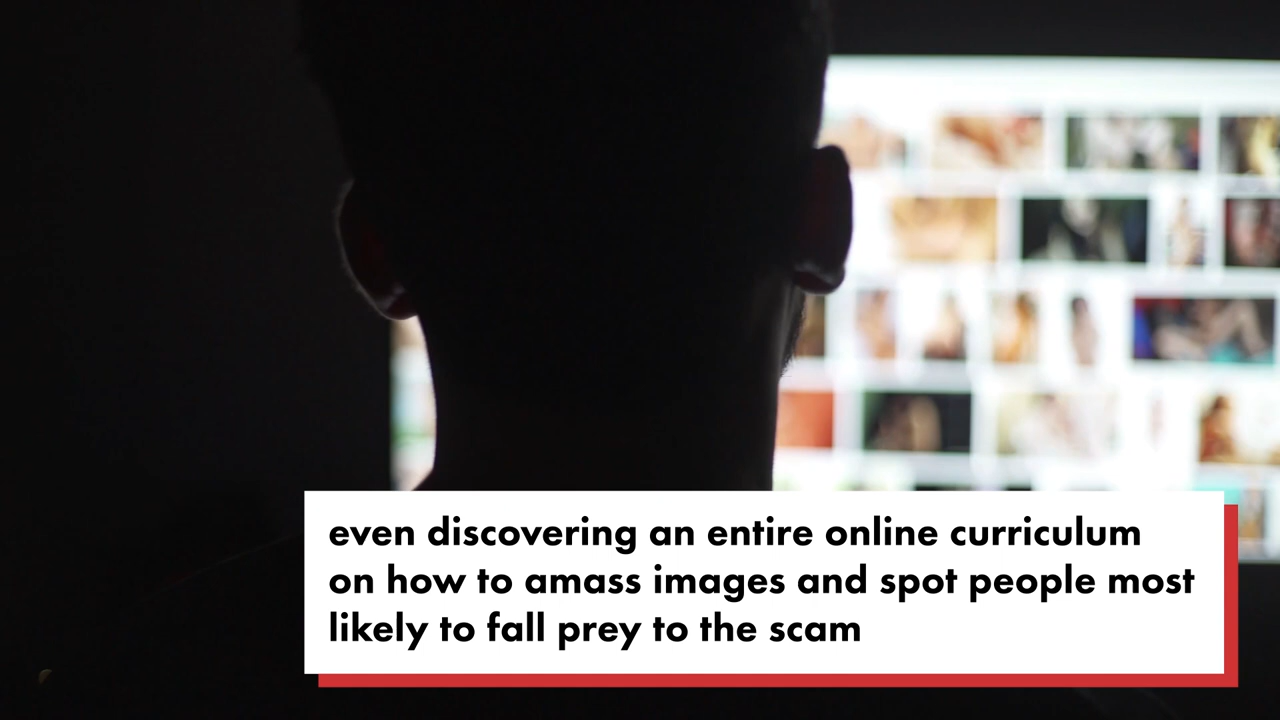 even discovering an entire online curriculum
on how to amass images and spot people most
likely to fall prey to the scam